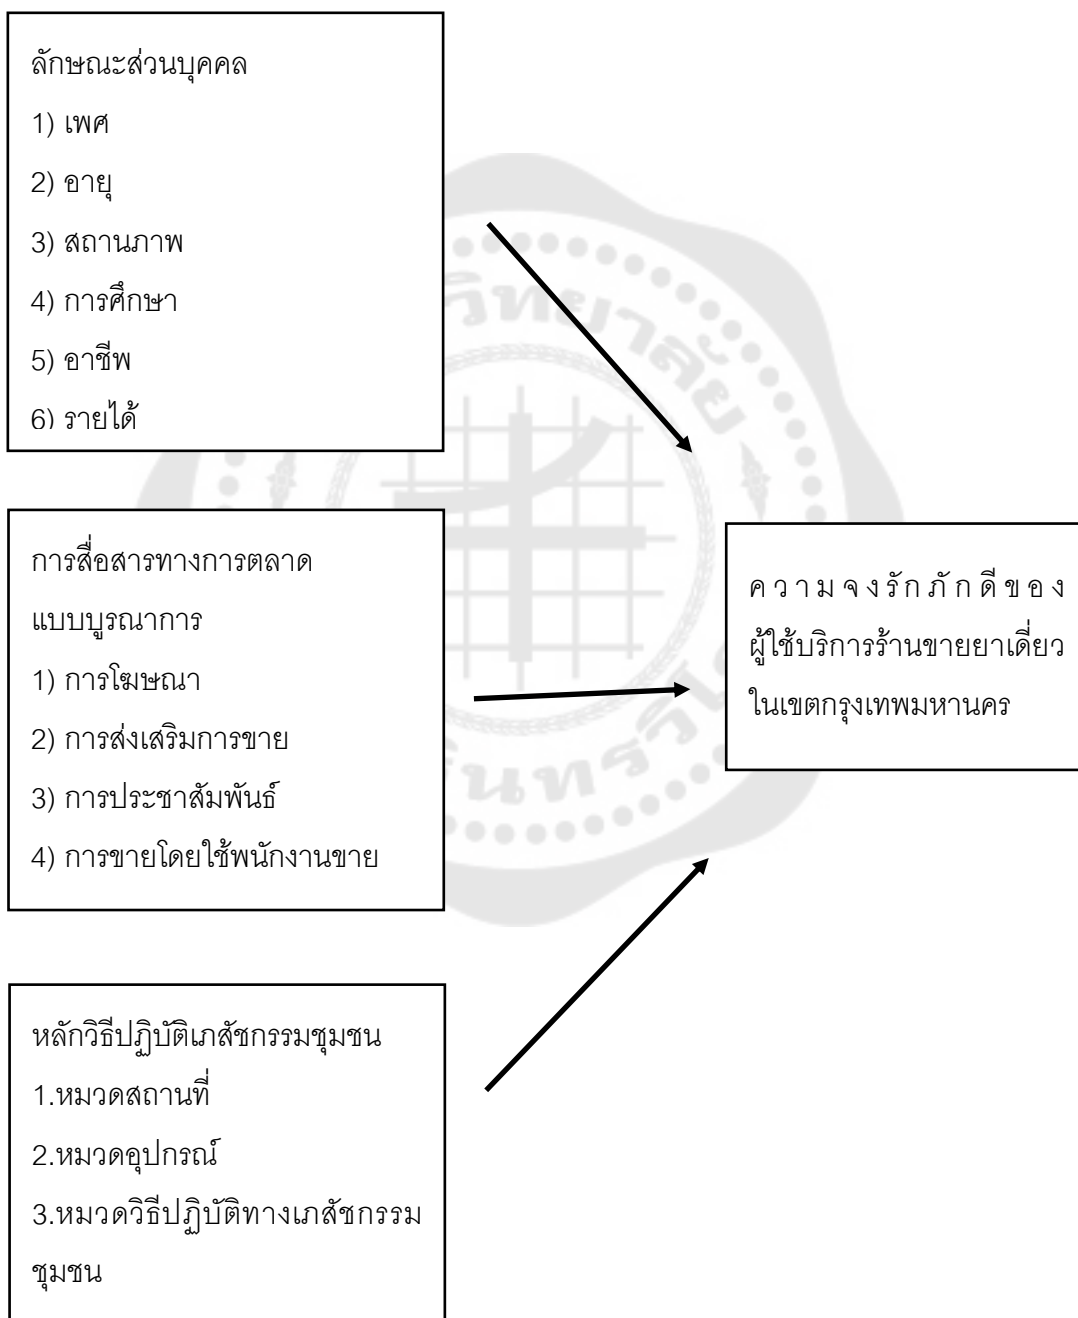 ลักษณะส่วนบุคคล
1) เพศ
2) อายุ
3) สถานภาพ
4) การศึกษา
5) อาชีพ
6) รายได้
การสื่อสารทางการตลาด
แบบบูรณาการ
1) การโฆษณา
2) การส่งเสริมการขาย
3) การประชาสัมพันธ์
4) การขายโดยใช้พนักงานขาย
ความจงรักภักดีของ
ผู้ใช้บริการร้านขายยาเดี่ยว
ในเขตกรุงเทพมหานคร
หลักวิธีปฏิบัติเภสัชกรรมชุมชน
1.หมวดสถานที่
2.หมวดอุปกรณ์
3.หมวดวิธีปฏิบัติทางเภสัชกรรม
ชุมชน